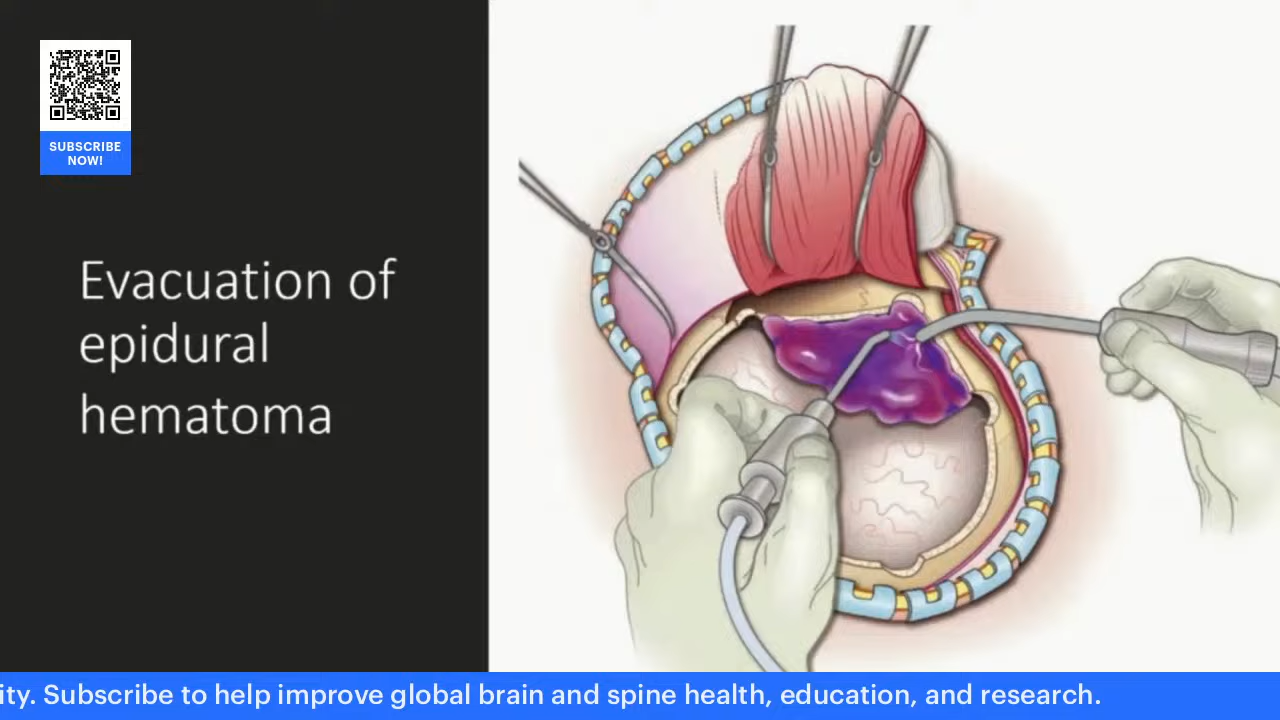 SUBSCRIBE
NOW!
Evacuation of
epidural
hematoma
ity. Subscribe to help improve global brain and spine health, education, and research.